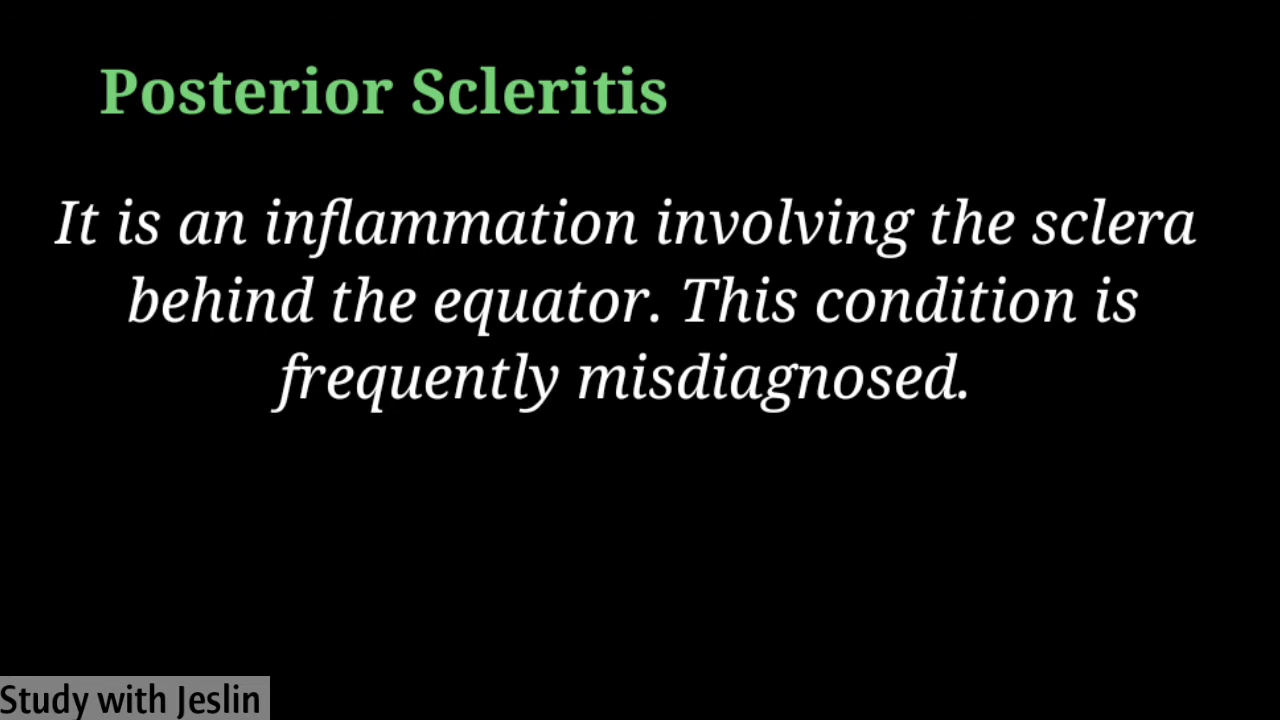 Posterior Scleritis
It is an inflammation involving the sclera
behind the equator. This condition is
frequently misdiagnosed.
Study with Jeslin